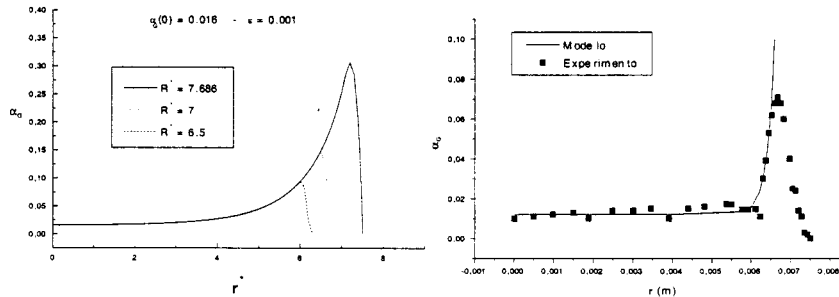 α_G(0) = 0.016 - ε = 0.001
0,40
0,35
0,30
0,25
0,20
0,15
0,10
0,05
0,00
α_G
R* = 7.686
R* = 7
R* = 6.5
0 2 4 6 8
r*
0,10
0,08
0,06
0,04
0,02
0,00
α_G
Modelo
Experimento
-0,001 0,000 0,001 0,002 0,003 0,004 0,005 0,006 0,007 0,008
r (m)